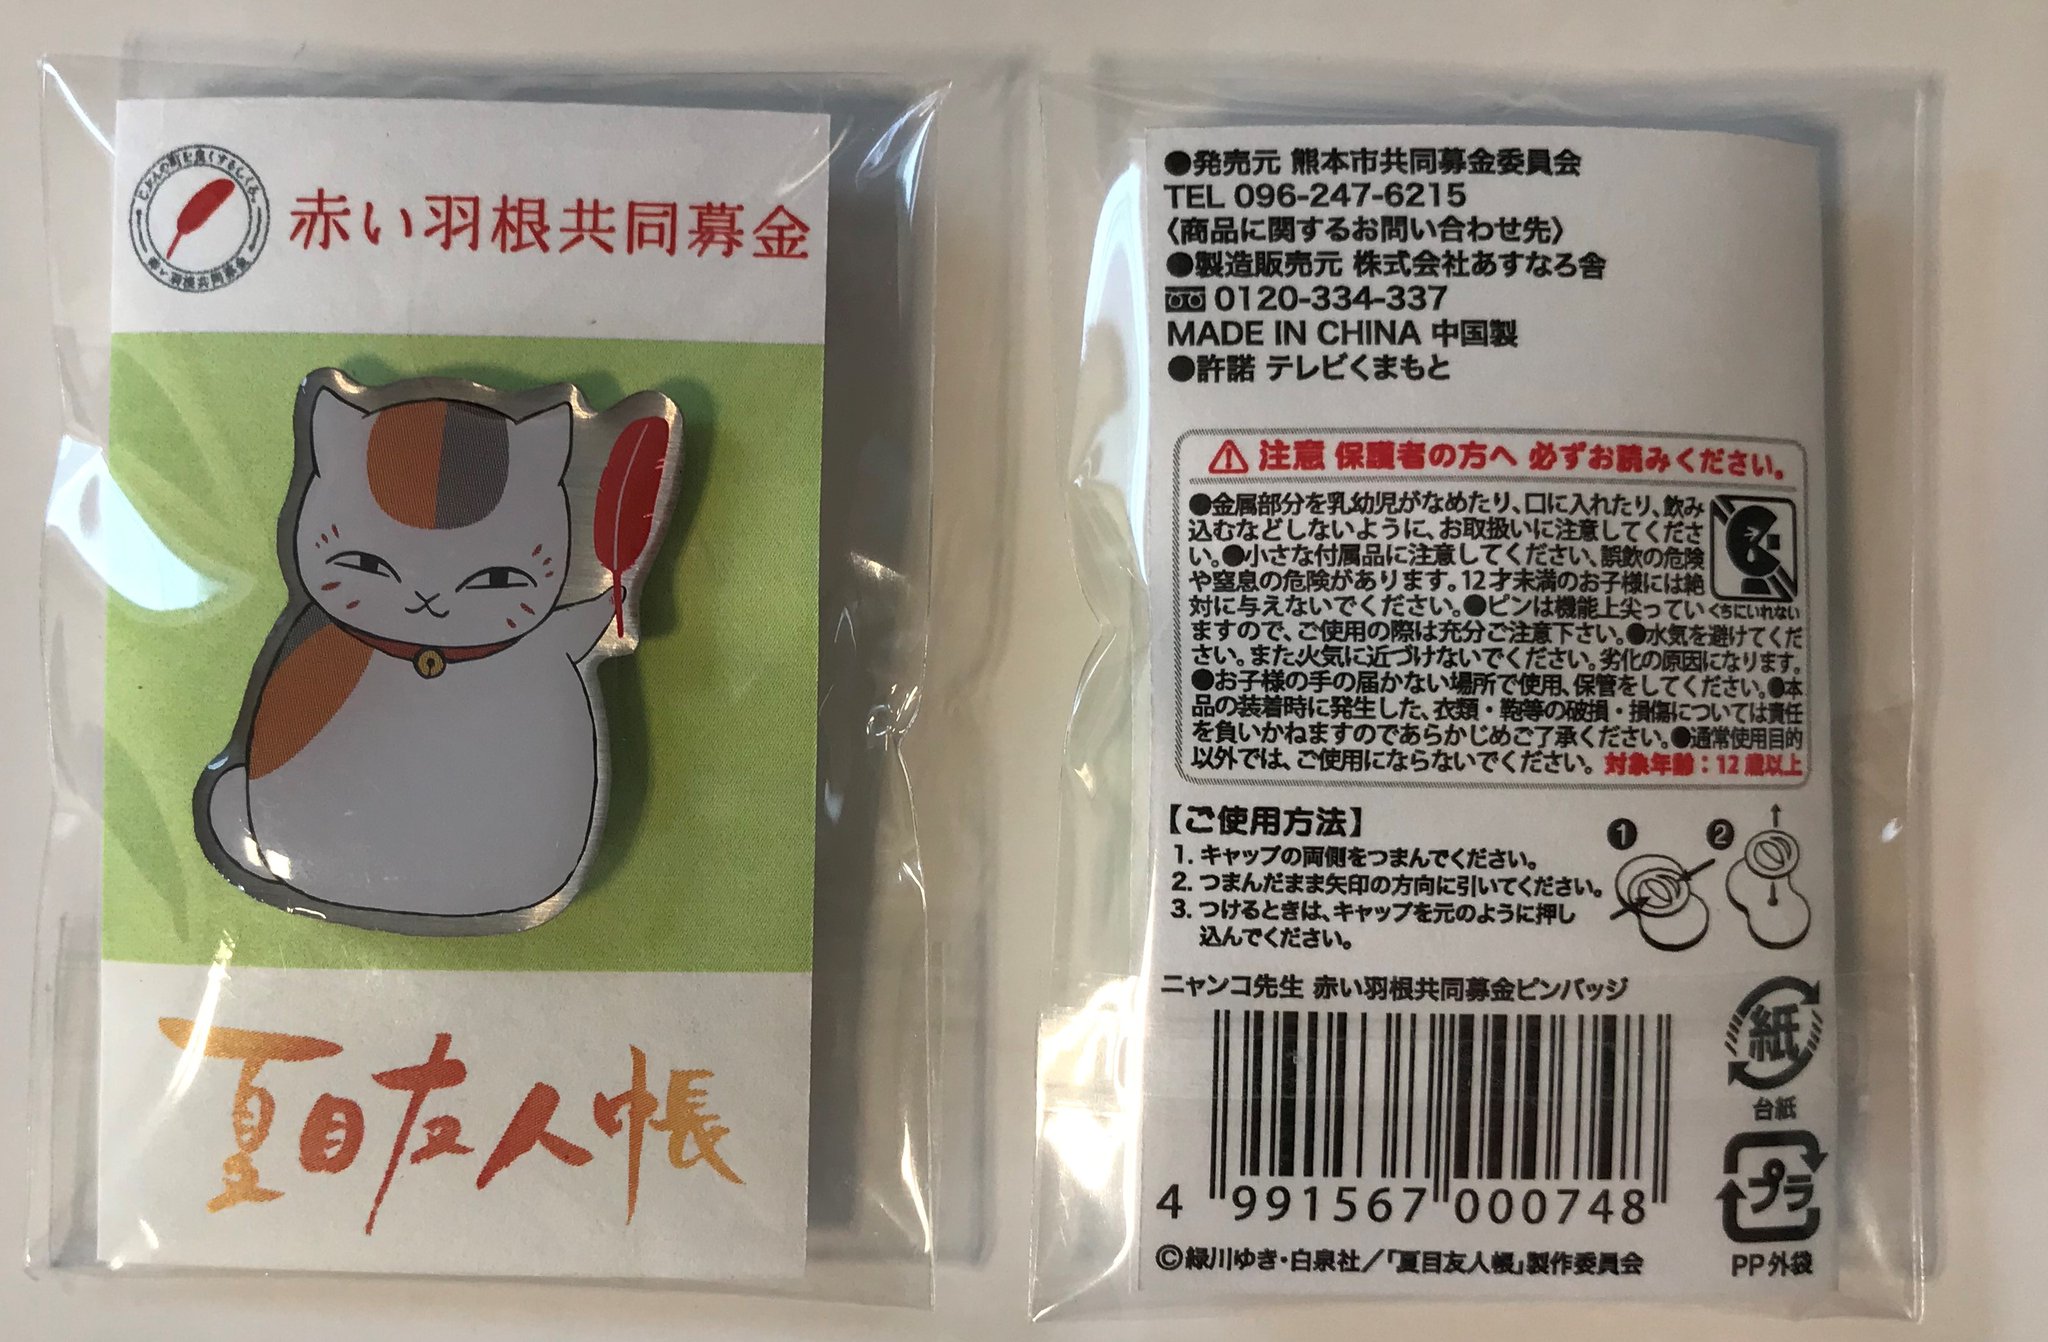 じぶんの町を良くするしくみ。
赤い羽根共同募金
赤い羽根共同募金
夏目友人帳
●発売元 熊本市共同募金委員会
TEL 096-247-6215
〈商品に関するお問い合わせ先〉
●製造販売元 株式会社あすなろ舎
0120-334-337
MADE IN CHINA 中国製
●許諾 テレビくまもと
注意 保護者の方へ 必ずお読みください。
●金属部分を乳幼児がなめたり、口に入れたり、飲み
込むなどしないように、お取扱いに注意してくださ
い。●小さな付属品に注意してください、誤飲の危険
や窒息の危険があります。12才未満のお子様には絶
対に与えないでください。●ピンは機能上尖ってい
くちにいれない
ますので、ご使用の際は充分ご注意下さい。●水気を避けてくだ
さい。また火気に近づけないでください。劣化の原因になります。
●お子様の手の届かない場所で使用、保管をしてください。●本
品の装着時に発生した、衣類・鞄等の破損・損傷については責任
を負いかねますのであらかじめご了承ください。●通常使用目的
以外では、ご使用にならないでください。 対象年齢:12歳以上
【ご使用方法】
1. キャップの両側をつまんでください。
2. つまんだまま矢印の方向に引いてください。
3. つけるときは、キャップを元のように押し
込んでください。
1 2
ニャンコ先生 赤い羽根共同募金ピンバッジ
4 991567 000748
紙
台紙
プラ
PP外袋
©緑川ゆき・白泉社/「夏目友人帳」製作委員会